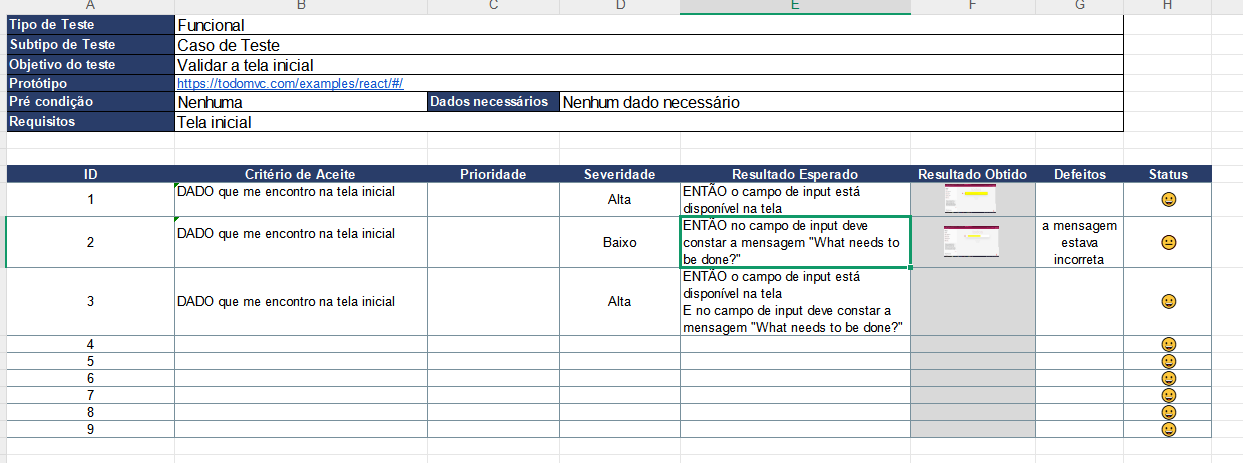 A B C D E F G H
Tipo de Teste Funcional
Subtipo de Teste Caso de Teste
Objetivo do teste Validar a tela inicial
Protótipo https://todomvc.com/examples/react/#/
Pré condição Nenhuma Dados necessários Nenhum dado necessário
Requisitos Tela inicial
ID Critério de Aceite Prioridade Severidade Resultado Esperado Resultado Obtido Defeitos Status
1 DADO que me encontro na tela inicial Alta ENTÃO o campo de input está
disponível na tela
2 DADO que me encontro na tela inicial Baixo ENTÃO no campo de input deve
constar a mensagem "What needs to
be done?"
a mensagem
estava
incorreta
3 DADO que me encontro na tela inicial Alta ENTÃO o campo de input está
disponível na tela
E no campo de input deve constar a
mensagem "What needs to be done?"
4
5
6
7
8
9